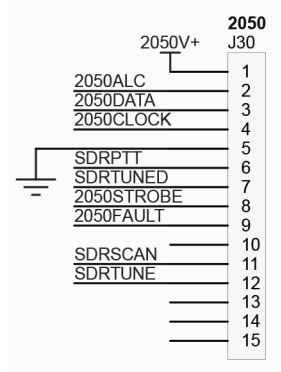 2050
2050V+ J30
1
2050ALC 2
2050DATA 3
2050CLOCK 4
5
SDRPTT 6
SDRTUNED 7
2050STROBE 8
2050FAULT 9
10
SDRSCAN 11
SDRTUNE 12
13
14
15